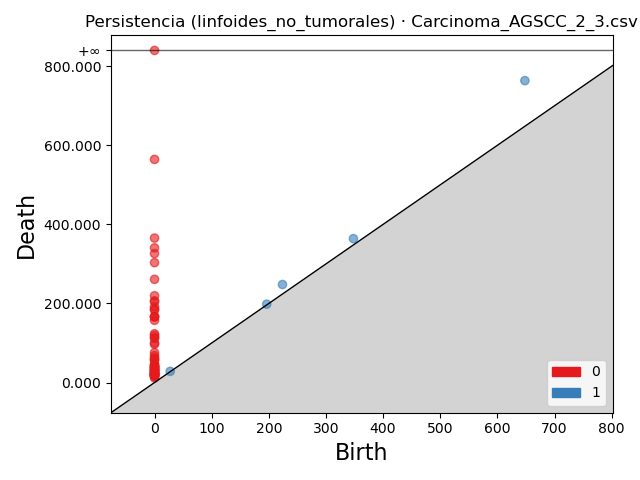 Persistencia (linfoides_no_tumorales) · Carcinoma_AGSCC_2_3.csv
+∞
800.000
600.000
400.000
200.000
0.000
Death
0
1
0 100 200 300 400 500 600 700 800
Birth